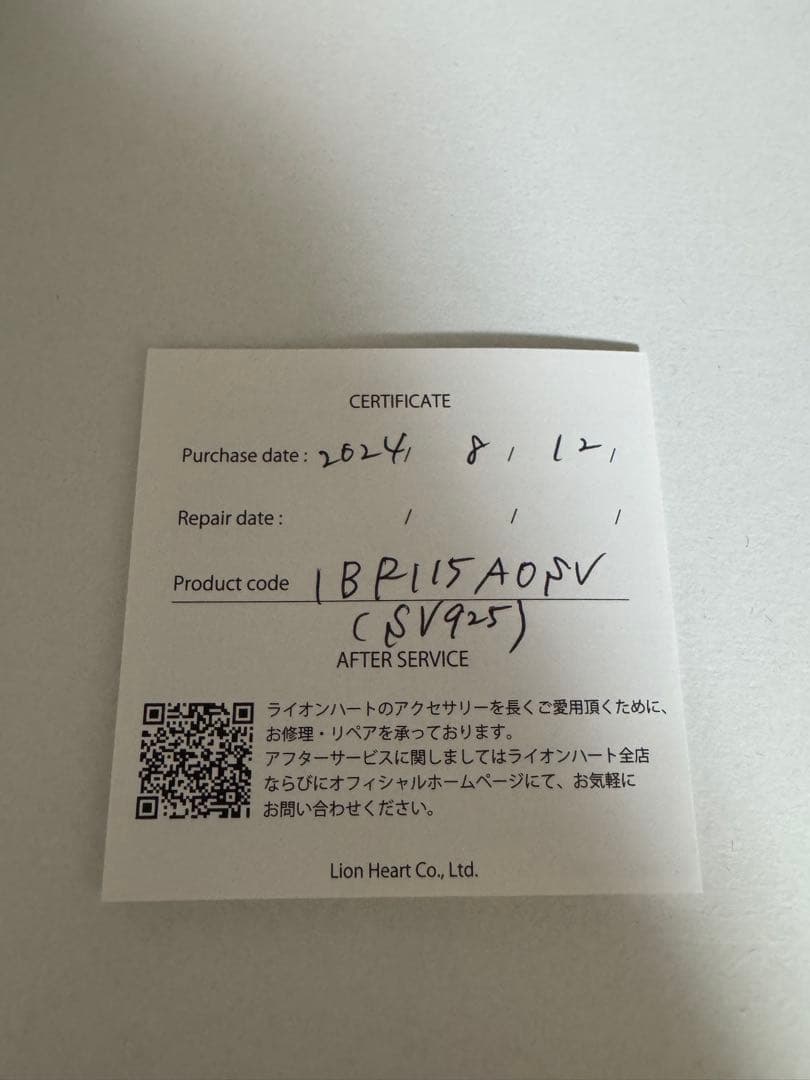 CERTIFICATE
Purchase date : 2024/ 8 / 12 /
Repair date : / / /
Product code 1BR115A0SV
(SV925)
AFTER SERVICE
ライオンハートのアクセサリーを長くご愛用頂くために、
お修理・リペアを承っております。
アフターサービスに関しましてはライオンハート全店
ならびにオフィシャルホームページにて、お気軽に
お問い合わせください。
Lion Heart Co., Ltd.